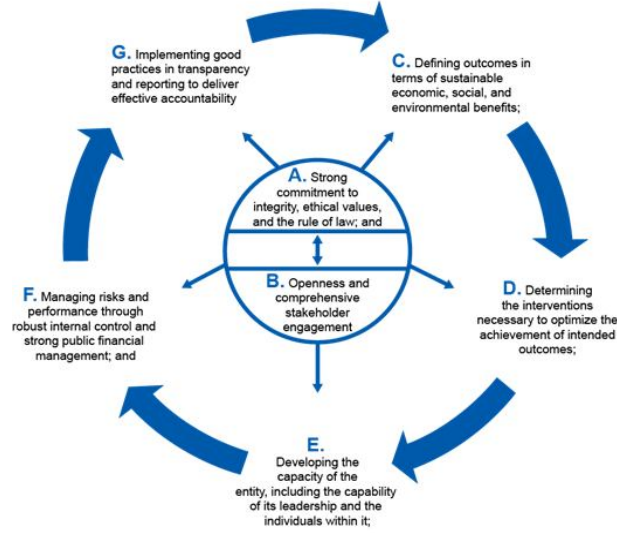 A. Strong
commitment to
integrity, ethical values,
and the rule of law; and
B. Openness and
comprehensive
stakeholder
engagement
C. Defining outcomes in
terms of sustainable
economic, social, and
environmental benefits;
D. Determining
the interventions
necessary to optimize the
achievement of intended
outcomes;
E.
Developing the
capacity of the
entity, including the capability
of its leadership and the
individuals within it;
F. Managing risks and
performance through
robust internal control and
strong public financial
management; and
G. Implementing good
practices in transparency
and reporting to deliver
effective accountability